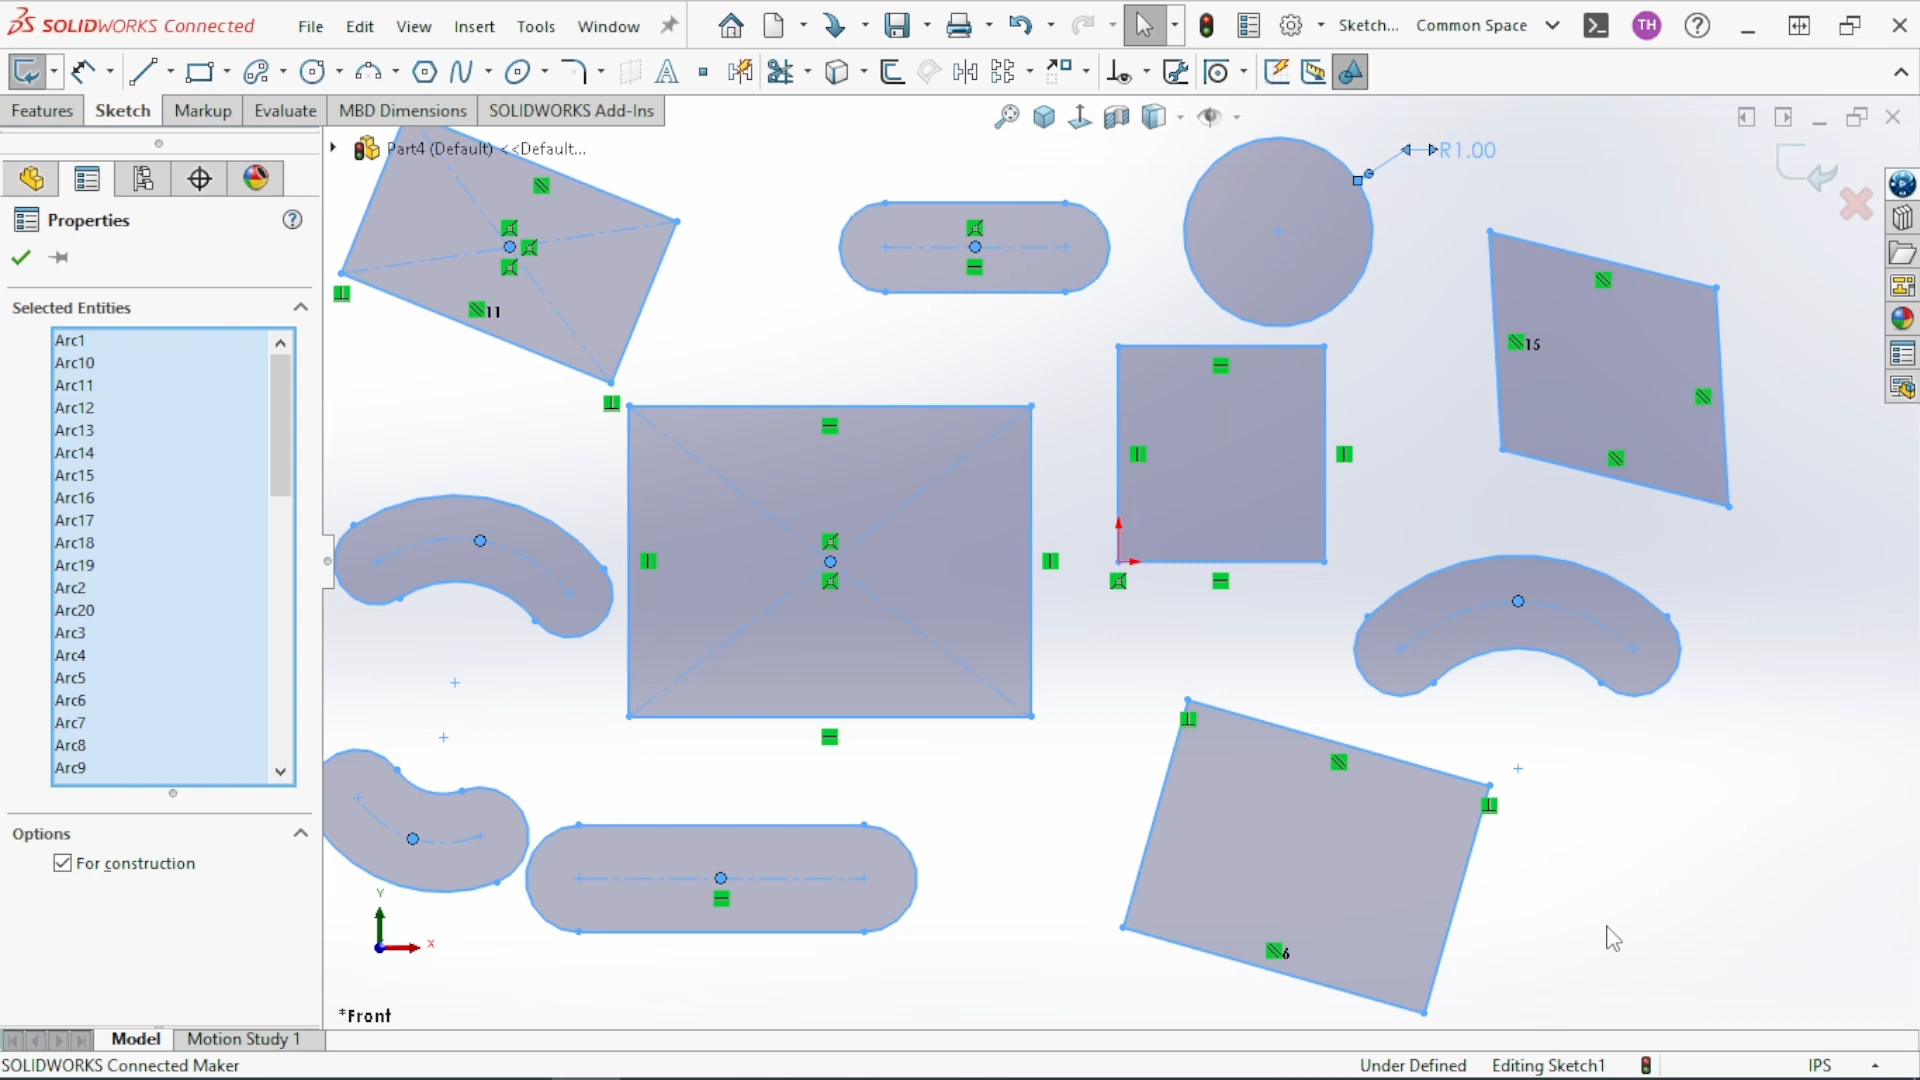 SOLIDWORKS Connected
File Edit View Insert Tools Window
Sketch... Common Space TH
Features Sketch Markup Evaluate MBD Dimensions SOLIDWORKS Add-Ins
Part4 (Default) <<Default...
R1.00
Properties
Selected Entities
11
15
Arc1
Arc10
Arc11
Arc12
Arc13
Arc14
Arc15
Arc16
Arc17
Arc18
Arc19
Arc2
Arc20
Arc3
Arc4
Arc5
Arc6
Arc7
Arc8
Arc9
Options
For construction
Y
X
6
*Front
Model Motion Study 1
SOLIDWORKS Connected Maker
Under Defined Editing Sketch1 IPS